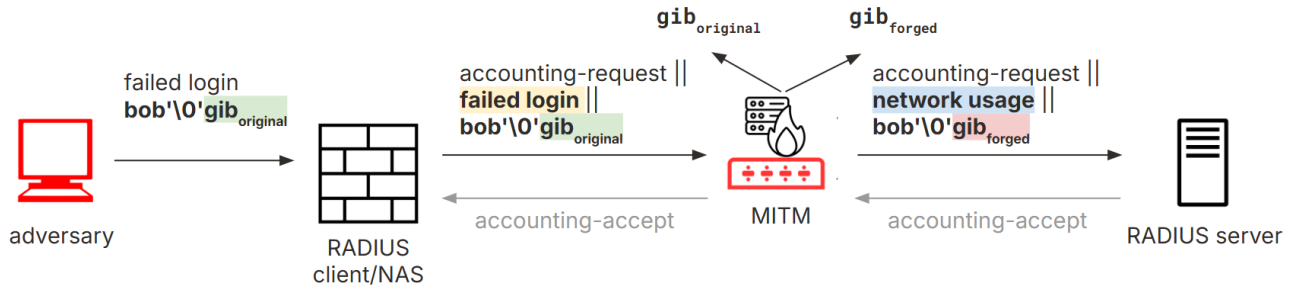 gib original
gib forged
failed login
bob'\0'gib original
accounting-request ||
failed login ||
bob'\0'gib original
accounting-request ||
network usage ||
bob'\0'gib forged
accounting-accept
accounting-accept
adversary
RADIUS
client/NAS
MITM
RADIUS server